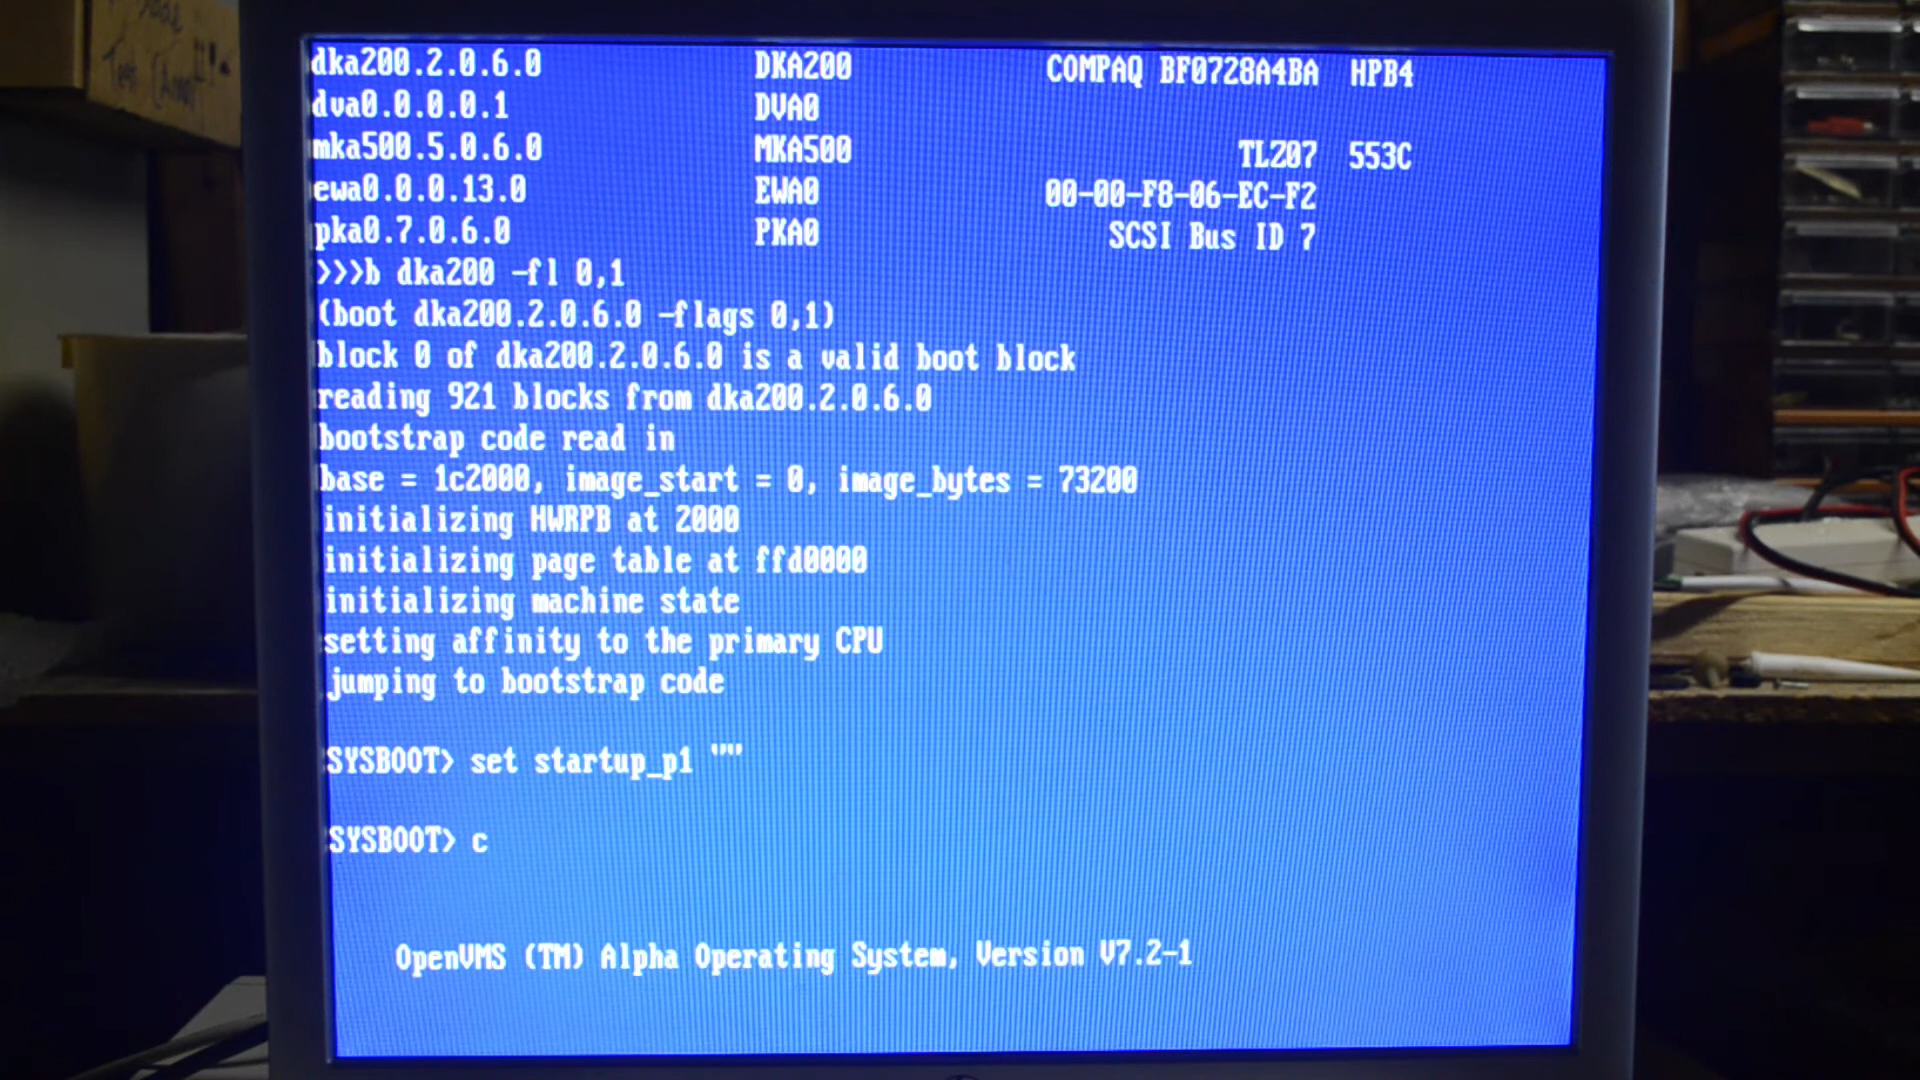 dka200.2.0.6.0 DKA200 COMPAQ BF0728A4BA HPB4
dva0.0.0.0.1 DVA0
mka500.5.0.6.0 MKA500 TLZ07 553C
ewa0.0.0.13.0 EWA0 00-00-F8-06-EC-F2
pka0.7.0.6.0 PKA0 SCSI Bus ID 7
>>>b dka200 -fl 0,1
(boot dka200.2.0.6.0 -flags 0,1)
block 0 of dka200.2.0.6.0 is a valid boot block
reading 921 blocks from dka200.2.0.6.0
bootstrap code read in
base = 1c2000, image_start = 0, image_bytes = 73200
initializing HWRPB at 2000
initializing page table at ffd0000
initializing machine state
setting affinity to the primary CPU
jumping to bootstrap code
SYSBOOT> set startup_p1 ""
SYSBOOT> c
OpenVMS (TM) Alpha Operating System, Version V7.2-1